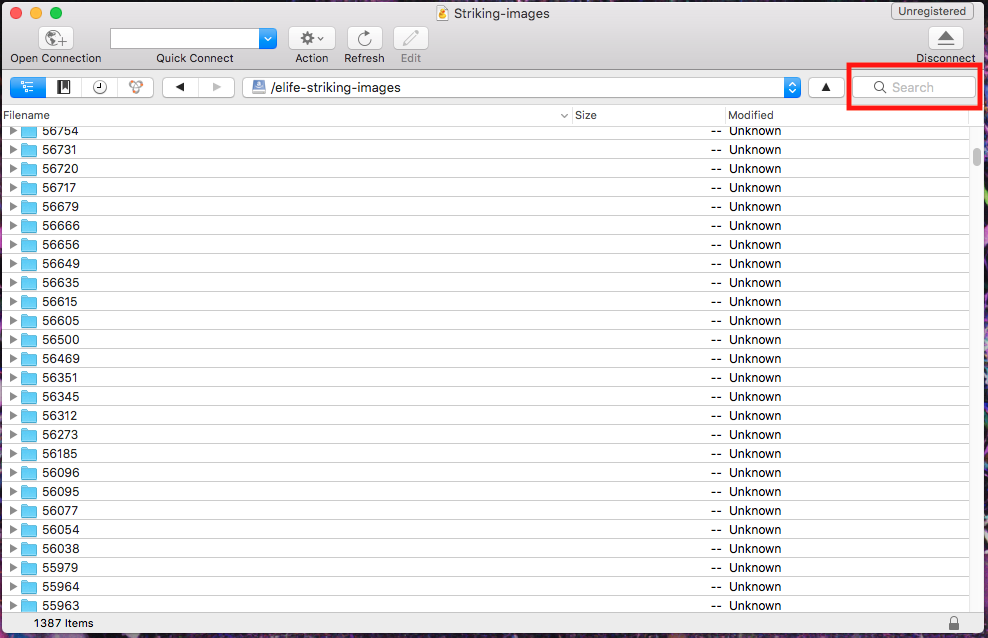 Striking-images
Unregistered
Open Connection
Quick Connect
Action
Refresh
Edit
Disconnect
/elife-striking-images
Search
Filename
Size
Modified
56754 -- Unknown
56731 -- Unknown
56720 -- Unknown
56717 -- Unknown
56679 -- Unknown
56666 -- Unknown
56656 -- Unknown
56649 -- Unknown
56635 -- Unknown
56615 -- Unknown
56605 -- Unknown
56500 -- Unknown
56469 -- Unknown
56351 -- Unknown
56345 -- Unknown
56312 -- Unknown
56273 -- Unknown
56185 -- Unknown
56096 -- Unknown
56095 -- Unknown
56077 -- Unknown
56054 -- Unknown
56038 -- Unknown
55979 -- Unknown
55964 -- Unknown
55963 -- Unknown
1387 Items